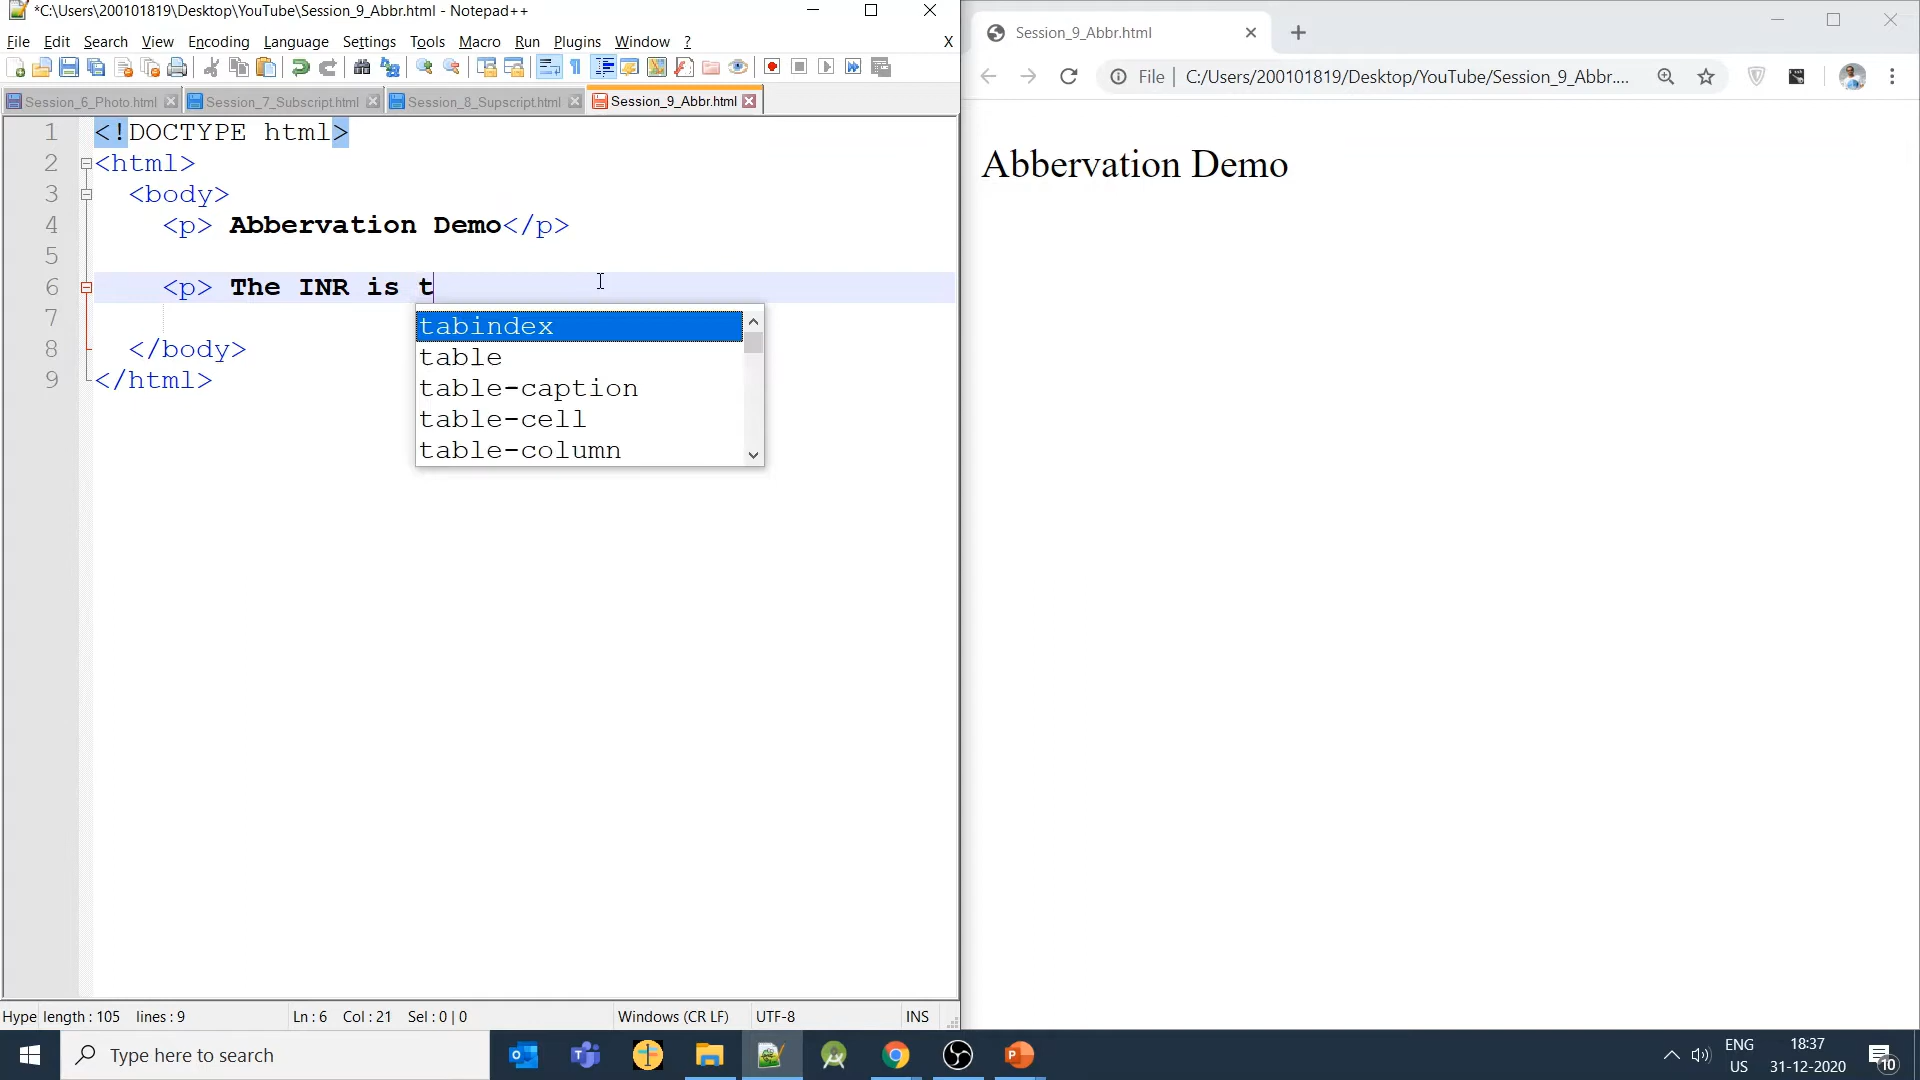 *C:\Users\200101819\Desktop\YouTube\Session_9_Abbr.html - Notepad++
File Edit Search View Encoding Language Settings Tools Macro Run Plugins Window ? X
Session_6_Photo.html Session_7_Subscript.html Session_8_Supscript.html Session_9_Abbr.html
1 <!DOCTYPE html>
2 <html>
3 <body>
4 <p> Abbervation Demo</p>
5
6 <p> The INR is t
7
8 </body>
9 </html>
tabindex
table
table-caption
table-cell
table-column
Hype length : 105 lines : 9 Ln : 6 Col : 21 Sel : 0 | 0 Windows (CR LF) UTF-8 INS
Session_9_Abbr.html
File | C:/Users/200101819/Desktop/YouTube/Session_9_Abbr....
Abbervation Demo
Type here to search
ENG
US
18:37
31-12-2020
10